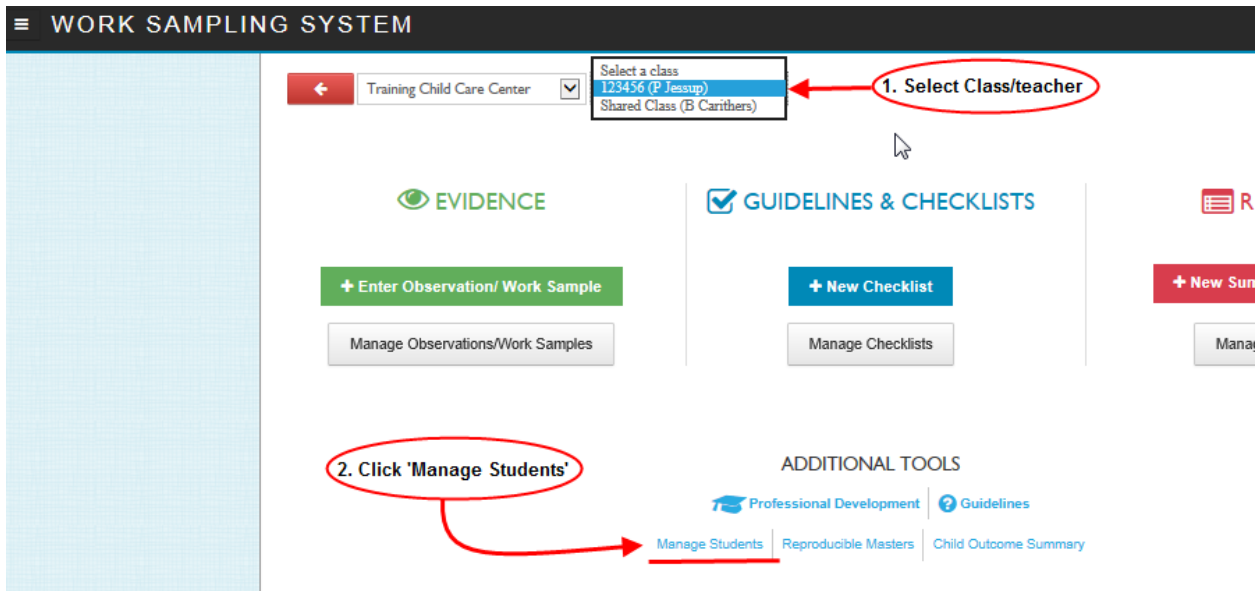 ≡ WORK SAMPLING SYSTEM
Training Child Care Center
Select a class
123456 (P Jessup)
Shared Class (B Carithers)
1. Select Class/teacher
EVIDENCE
GUIDELINES & CHECKLISTS
R
+ Enter Observation/ Work Sample
+ New Checklist
+ New Sum
Manage Observations/Work Samples
Manage Checklists
Manag
2. Click 'Manage Students'
ADDITIONAL TOOLS
Professional Development
Guidelines
Manage Students
Reproducible Masters
Child Outcome Summary